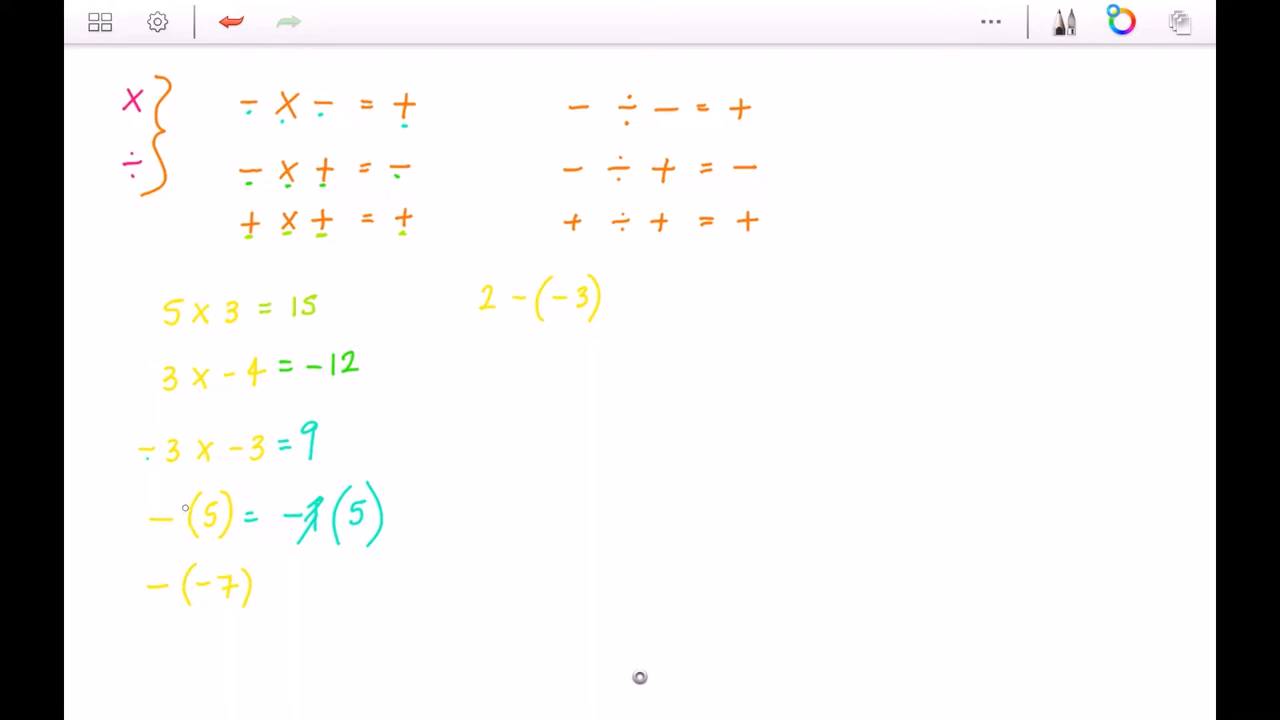 × − × − = + − ÷ − = +
÷ − × + = − − ÷ + = −
+ × + = + + ÷ + = +
5 × 3 = 15 2 − (−3)
3 × −4 = −12
−3 × −3 = 9
−(5) = −1(5)
−(−7)